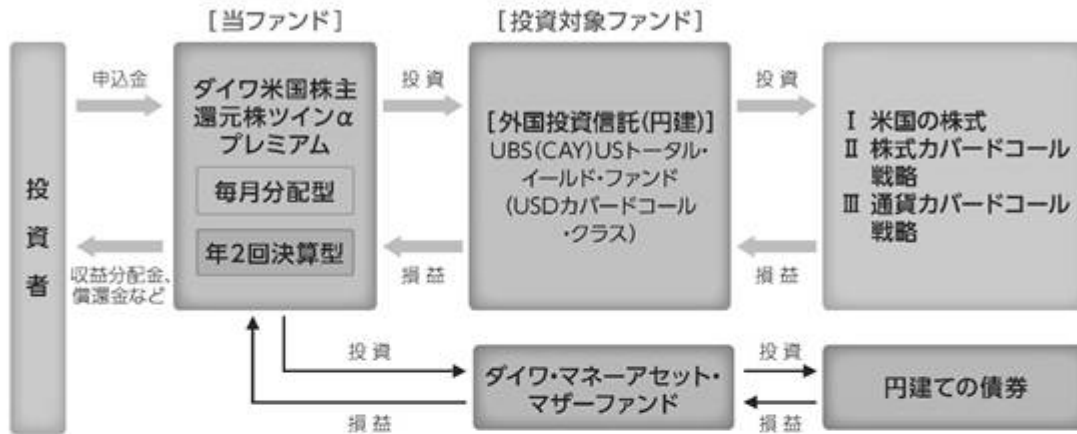 [当ファンド]
[投資対象ファンド]
投資者
申込金
収益分配金、
償還金など
ダイワ米国株主
還元株ツインα
プレミアム
毎月分配型
年2回決算型
投資
損益
[外国投資信託(円建)]
UBS(CAY)USトータル・
イールド・ファンド
(USDカバードコール
・クラス)
投資
損益
Ⅰ 米国の株式
Ⅱ 株式カバードコール
戦略
Ⅲ 通貨カバードコール
戦略
投資
損益
ダイワ・マネーアセット・
マザーファンド
投資
損益
円建ての債券